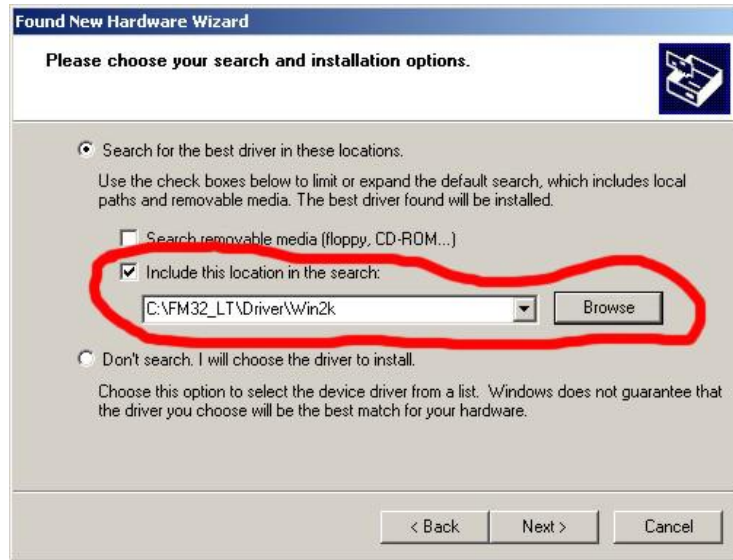 Found New Hardware Wizard
Please choose your search and installation options.
Search for the best driver in these locations.
Use the check boxes below to limit or expand the default search, which includes local
paths and removable media. The best driver found will be installed.
Search removable media (floppy, CD-ROM...)
Include this location in the search:
C:\FM32_LT\Driver\Win2k
Browse
Don't search. I will choose the driver to install.
Choose this option to select the device driver from a list. Windows does not guarantee that
the driver you choose will be the best match for your hardware.
< Back
Next >
Cancel